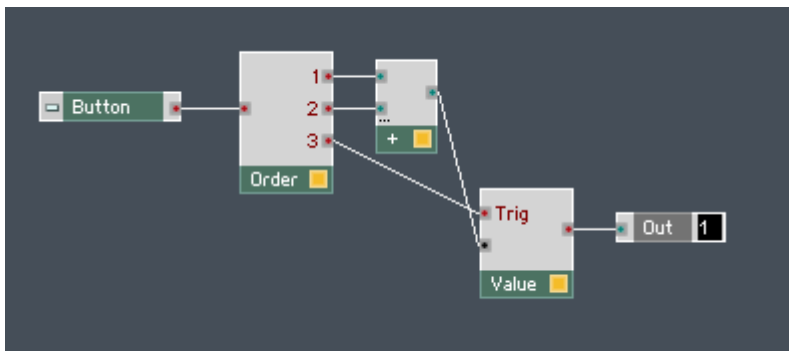 Button
1
2
3
Order
...
+
Trig
Value
Out 1